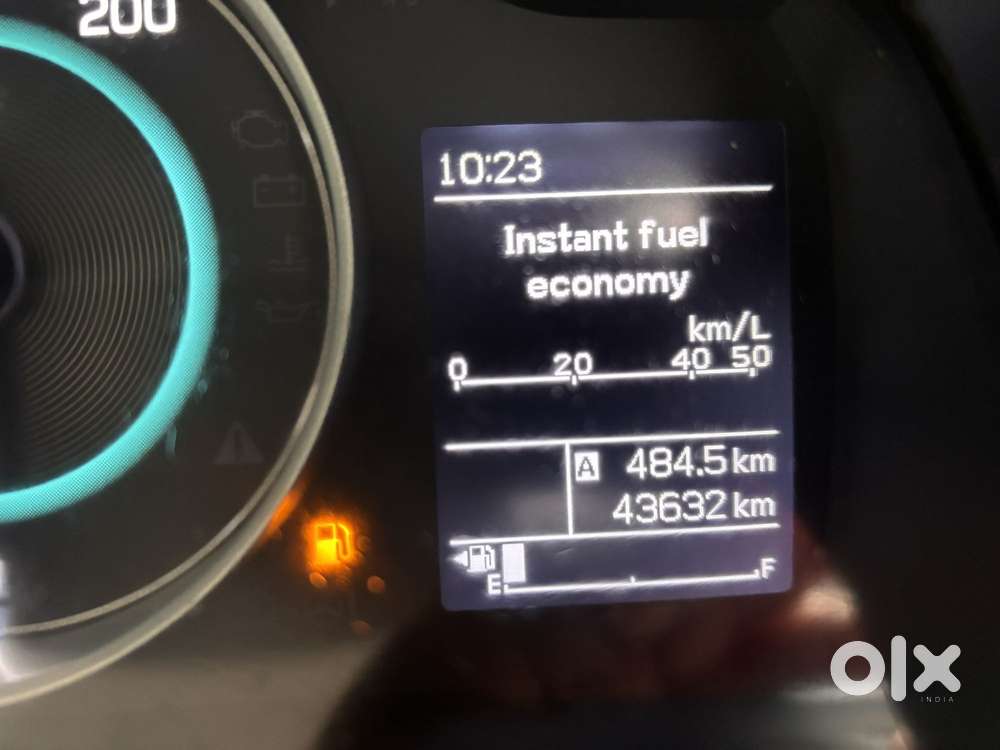 200
10:23
Instant fuel
economy
km/L
0 20 40 50
A 484.5 km
43632 km
E F
olx
INDIA